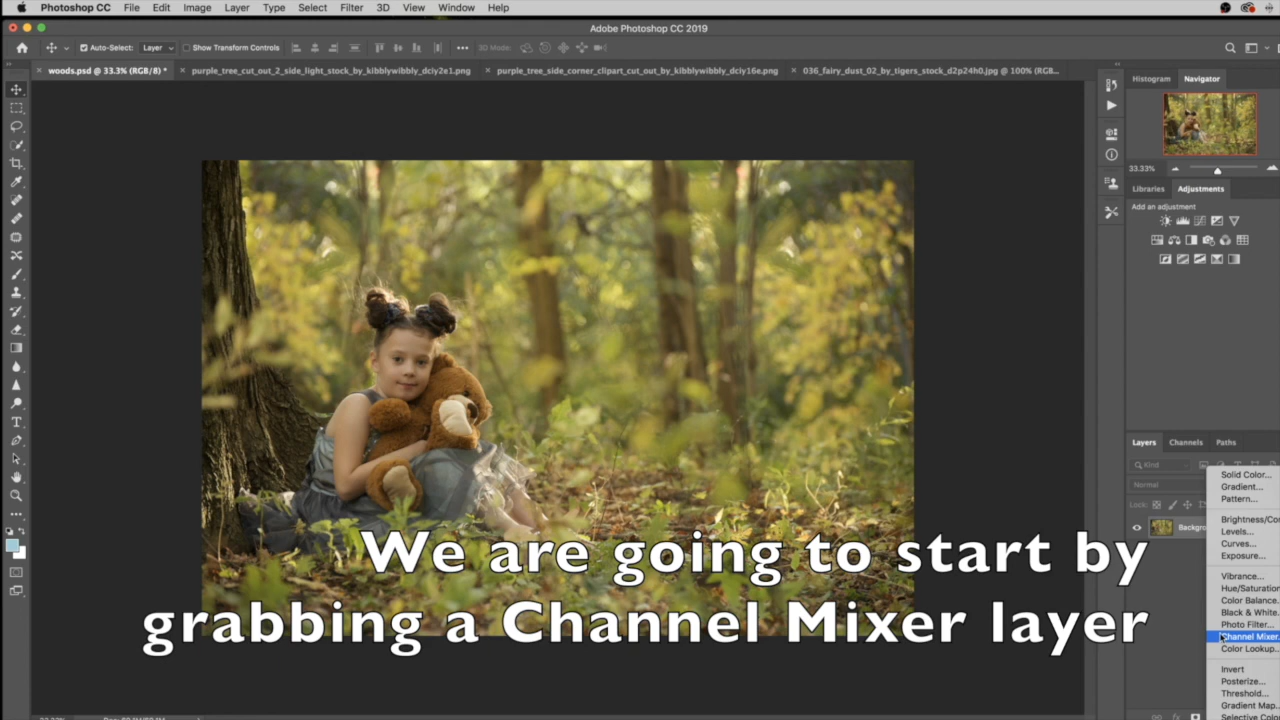 Photoshop CC File Edit Image Layer Type Select Filter 3D View Window Help
Adobe Photoshop CC 2019
Auto-Select: Layer Show Transform Controls 3D Mode:
woods.psd @ 33.3% (RGB/8) * purple_tree_cut_out_2_side_light_stock_by_kibblywibbly_dciy2e1.png purple_tree_side_corner_clipart_cut_out_by_kibblywibbly_dciy16e.png 036_fairy_dust_02_by_tigers_stock_d2p24h0.jpg @ 100% (RGB...
Histogram Navigator
33.33%
Libraries Adjustments
Add an adjustment
Layers Channels Paths
Kind
Normal
Lock:
Backgro
Solid Color...
Gradient...
Pattern...
Brightness/Co
Levels...
Curves...
Exposure...
Vibrance...
Hue/Saturation
Color Balance.
Black & White.
Photo Filter...
Channel Mixer.
Color Lookup..
Invert
Posterize...
Threshold...
Gradient Map..
Selective Colo
We are going to start by
grabbing a Channel Mixer layer